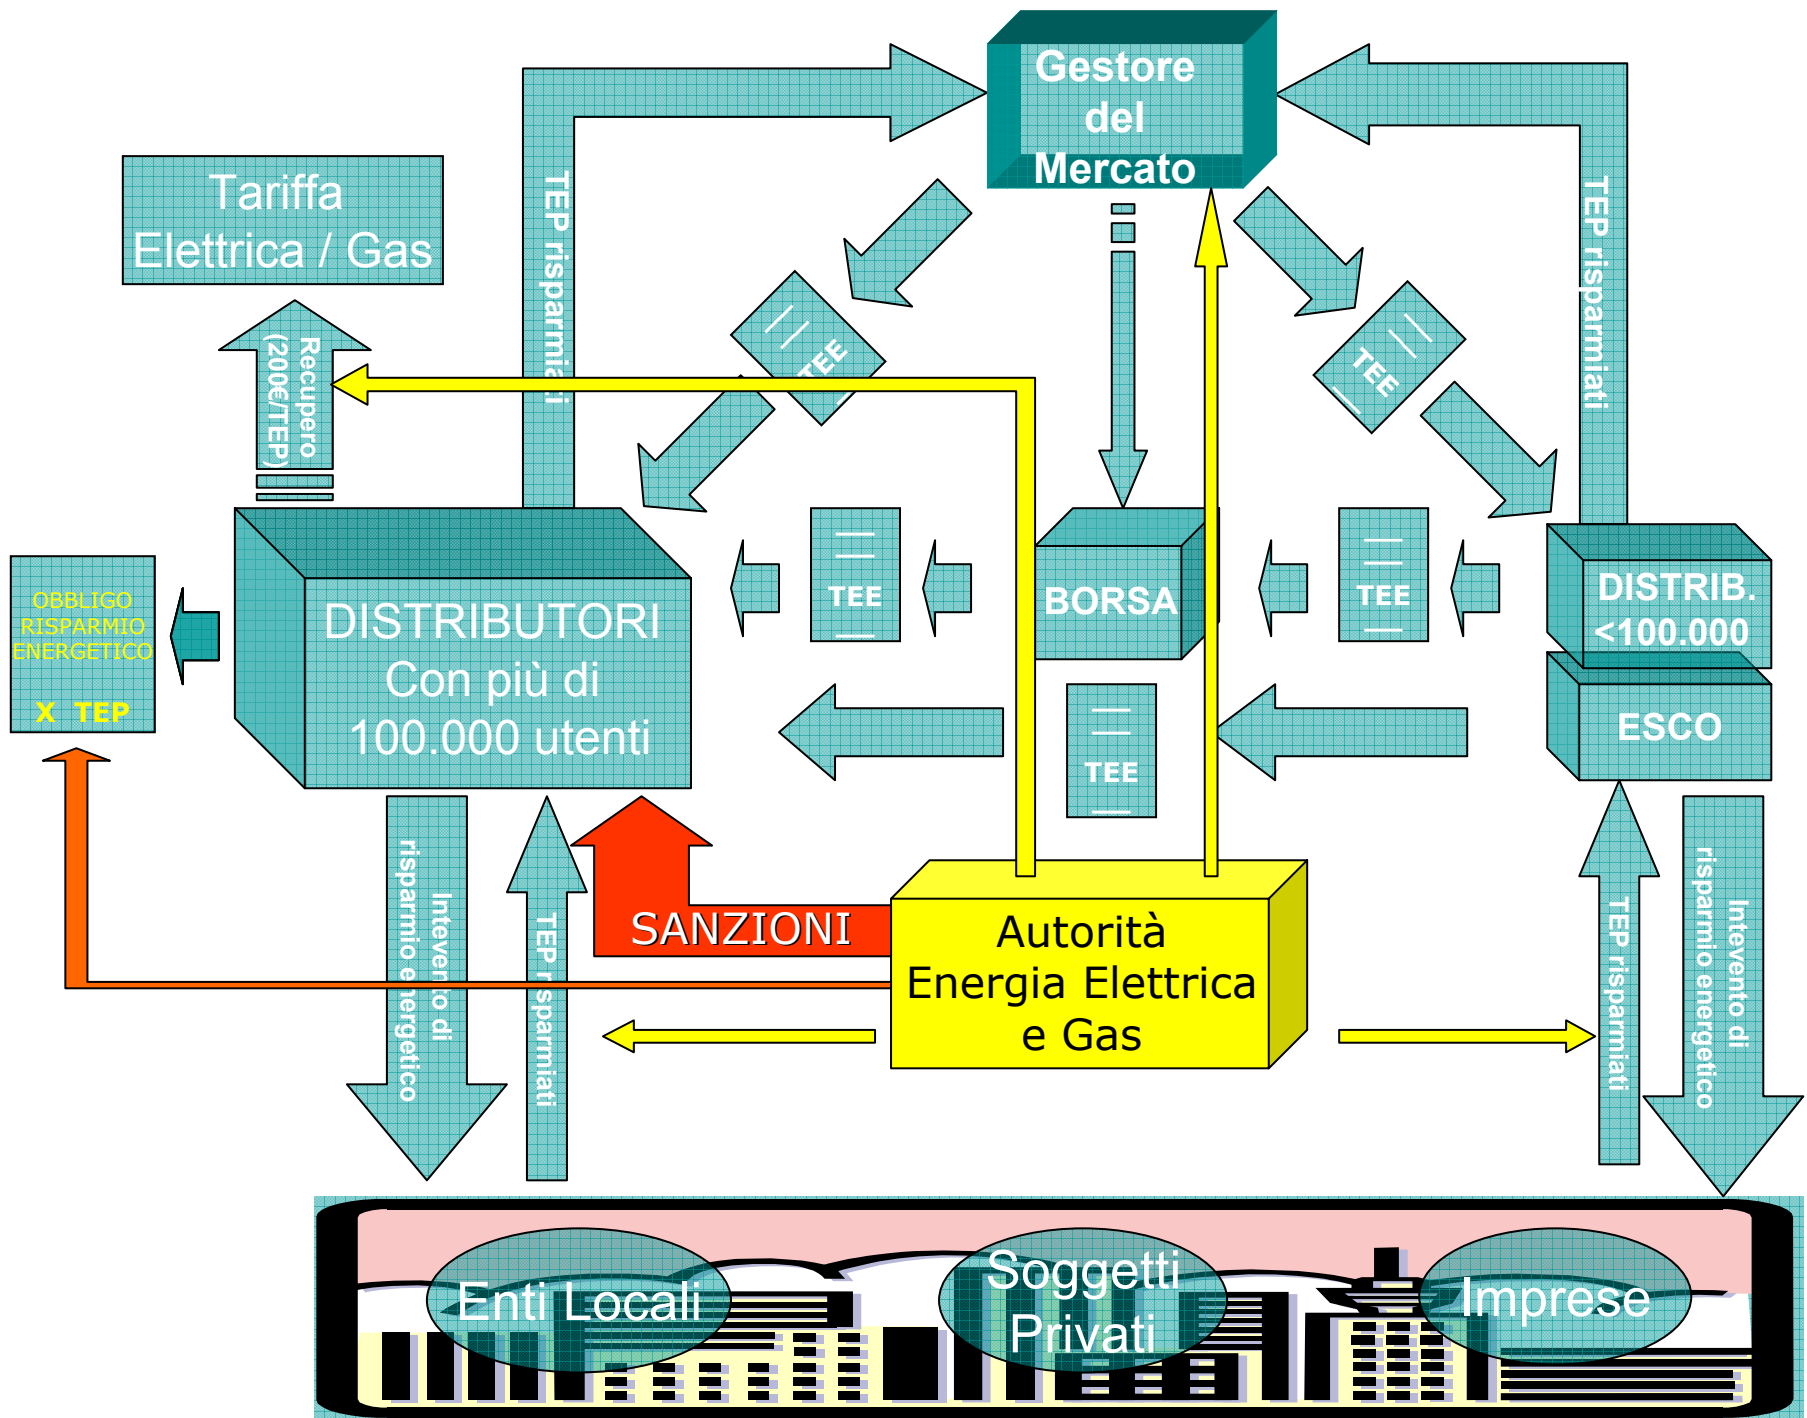 Gestore
del
Mercato
Tariffa
Elettrica / Gas
TEP risparmiati
TEP risparmiati
Recupero
(200€/TEP)
TEE
TEE
OBBLIGO
RISPARMIO
ENERGETICO
X TEP
DISTRIBUTORI
Con più di
100.000 utenti
TEE
BORSA
TEE
DISTRIB.
<100.000
ESCO
TEE
Intevento di
risparmio energetico
TEP risparmiati
SANZIONI
Autorità
Energia Elettrica
e Gas
TEP risparmiati
Intevento di
risparmio energetico
Enti Locali
Soggetti
Privati
Imprese